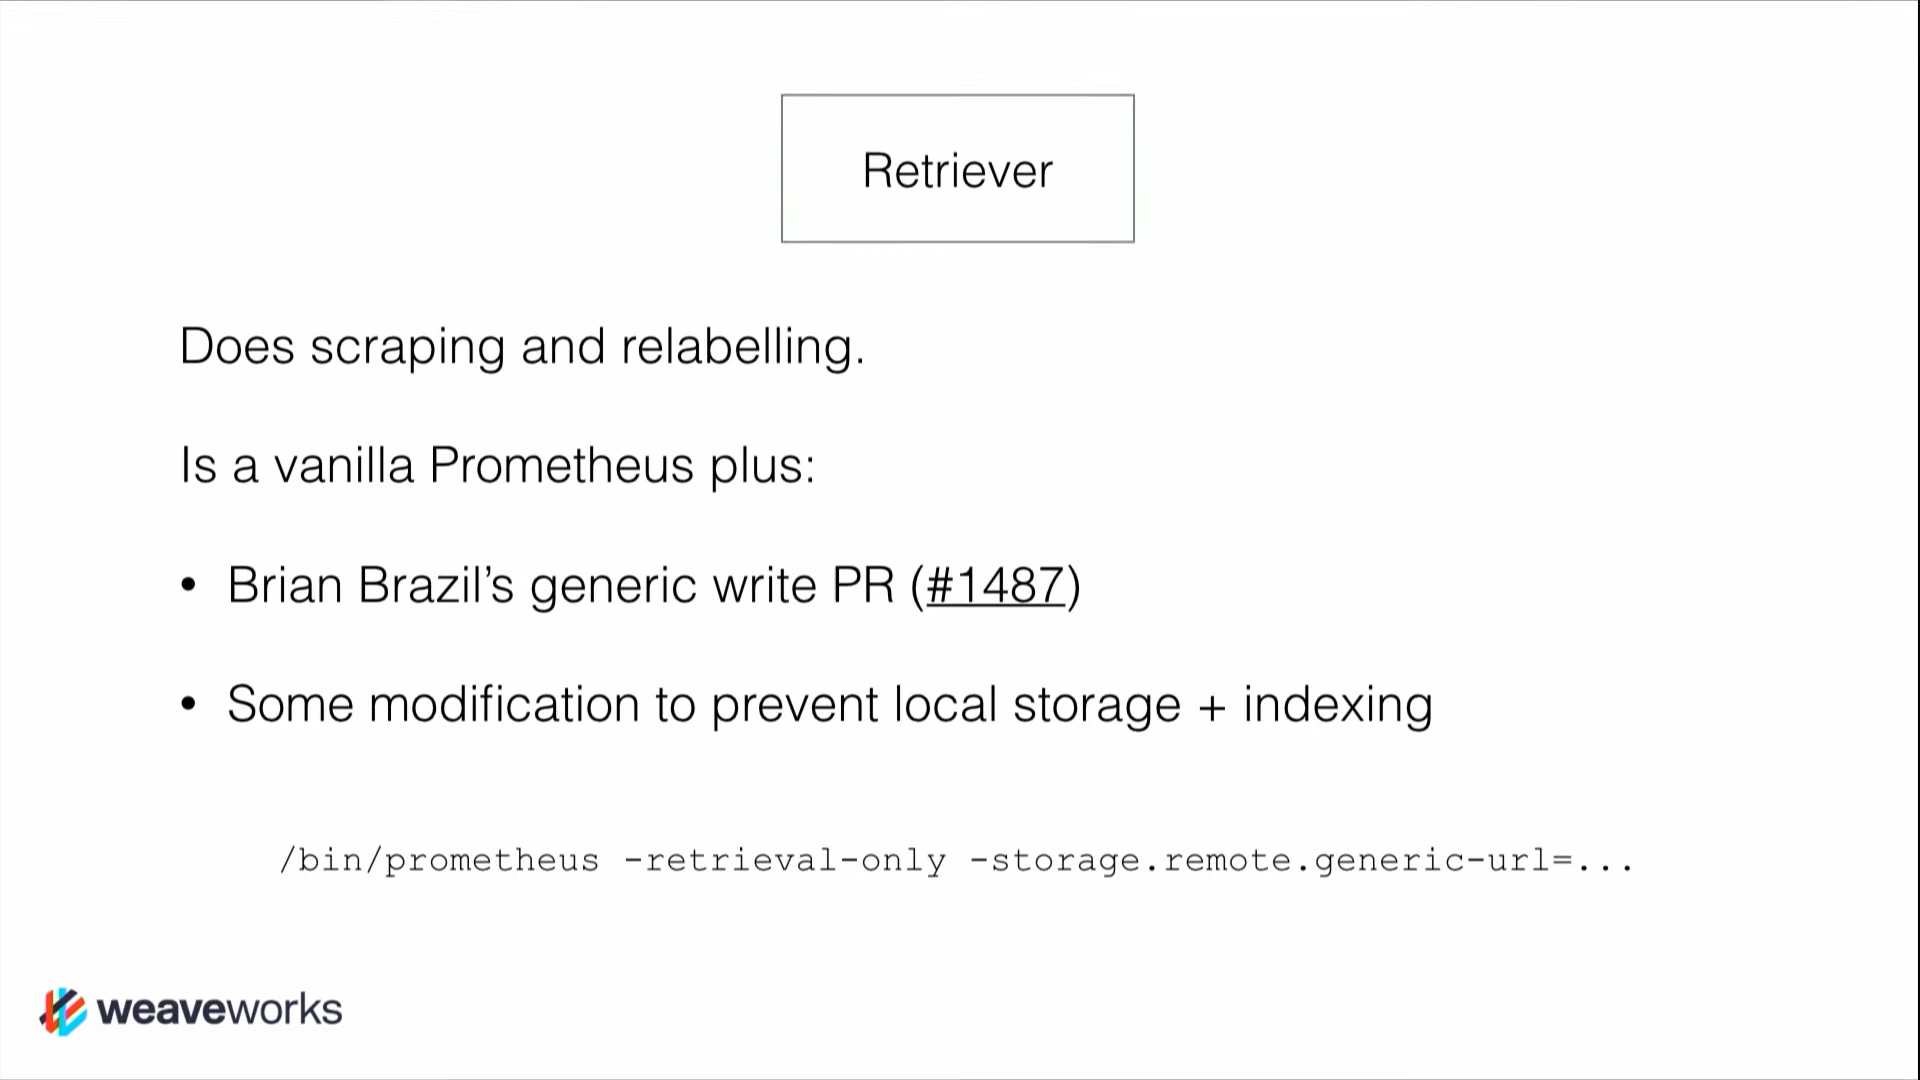 Retriever
Does scraping and relabelling.
Is a vanilla Prometheus plus:
• Brian Brazil’s generic write PR (#1487)
• Some modification to prevent local storage + indexing
/bin/prometheus -retrieval-only -storage.remote.generic-url=...
weaveworks